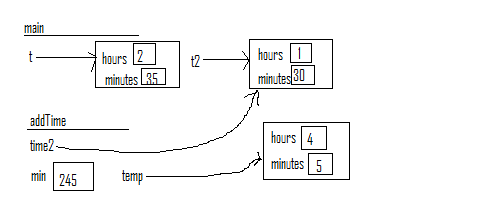 main
t hours 2 t2 hours 1
minutes 35 minutes 30
addTime
time2 hours 4
min 245 temp minutes 5